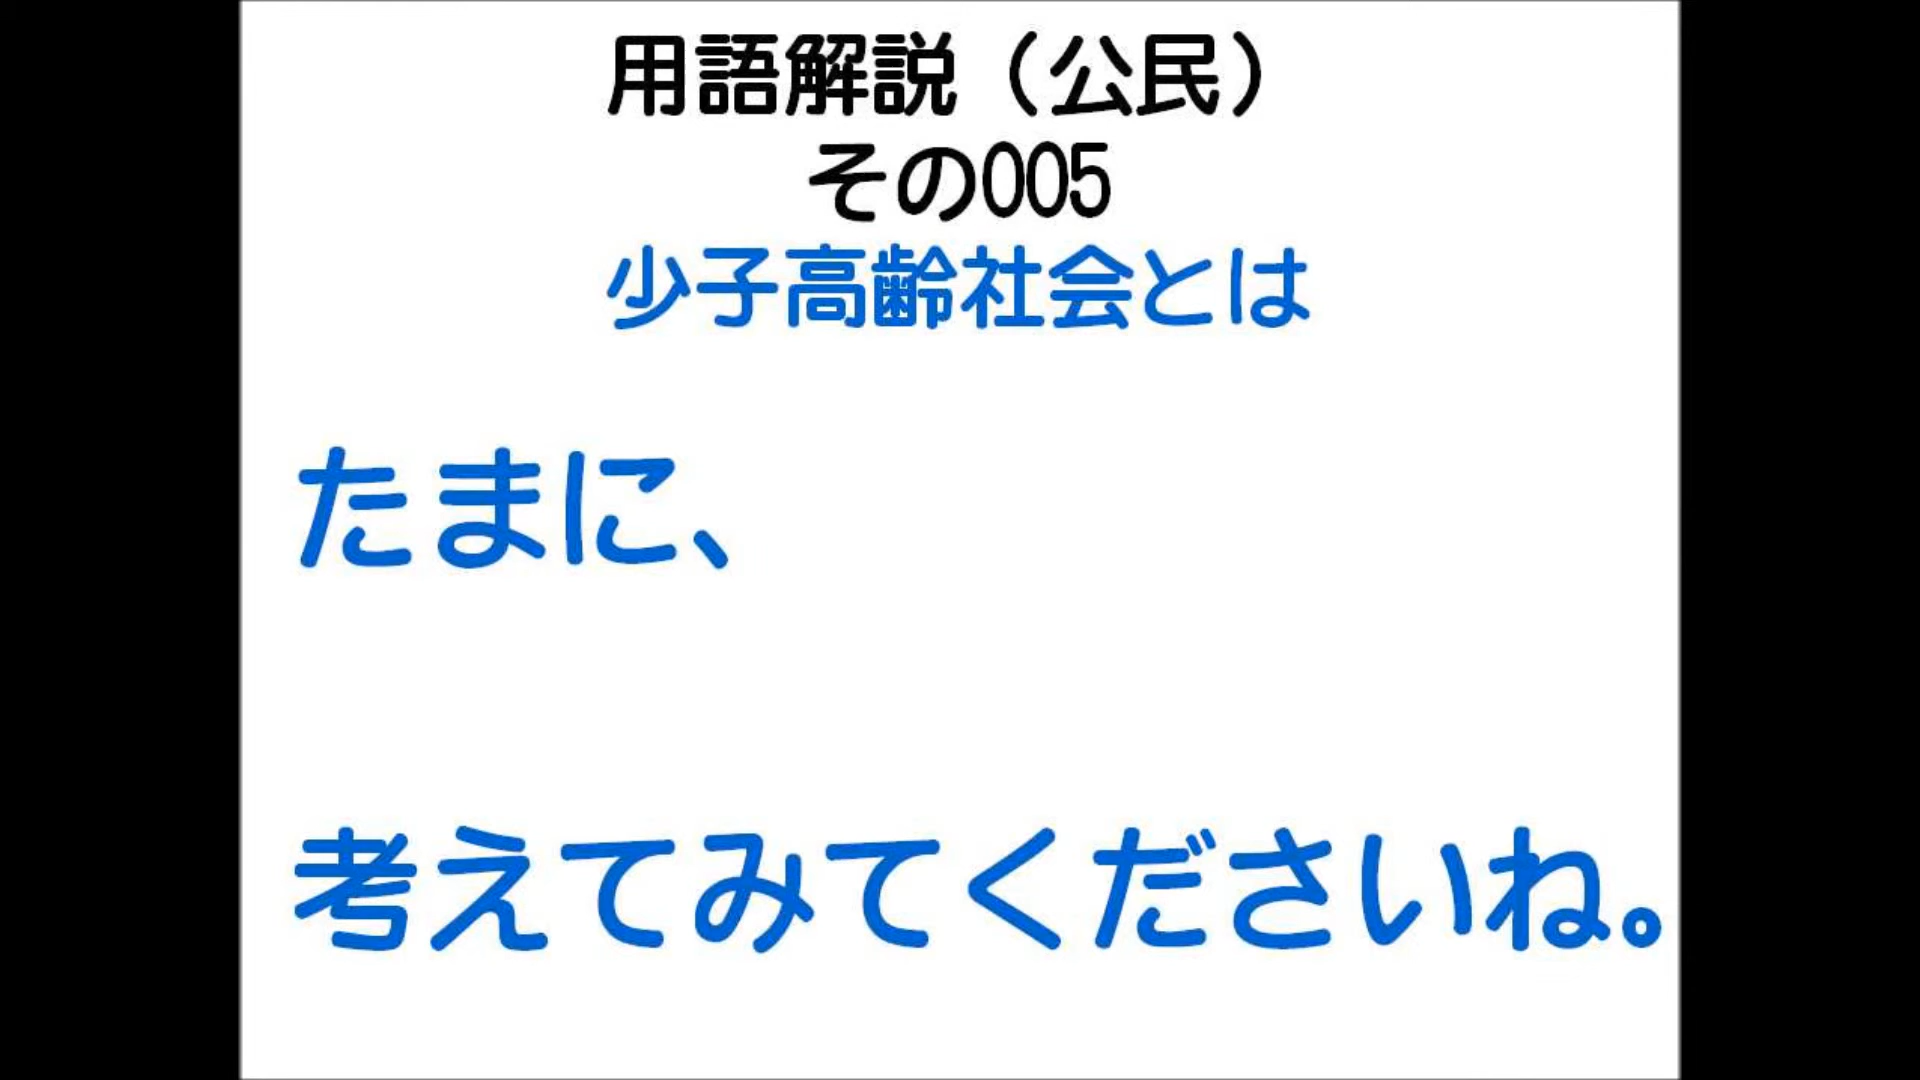 用語解説（公民）
その005
少子高齢社会とは
たまに、
考えてみてくださいね。